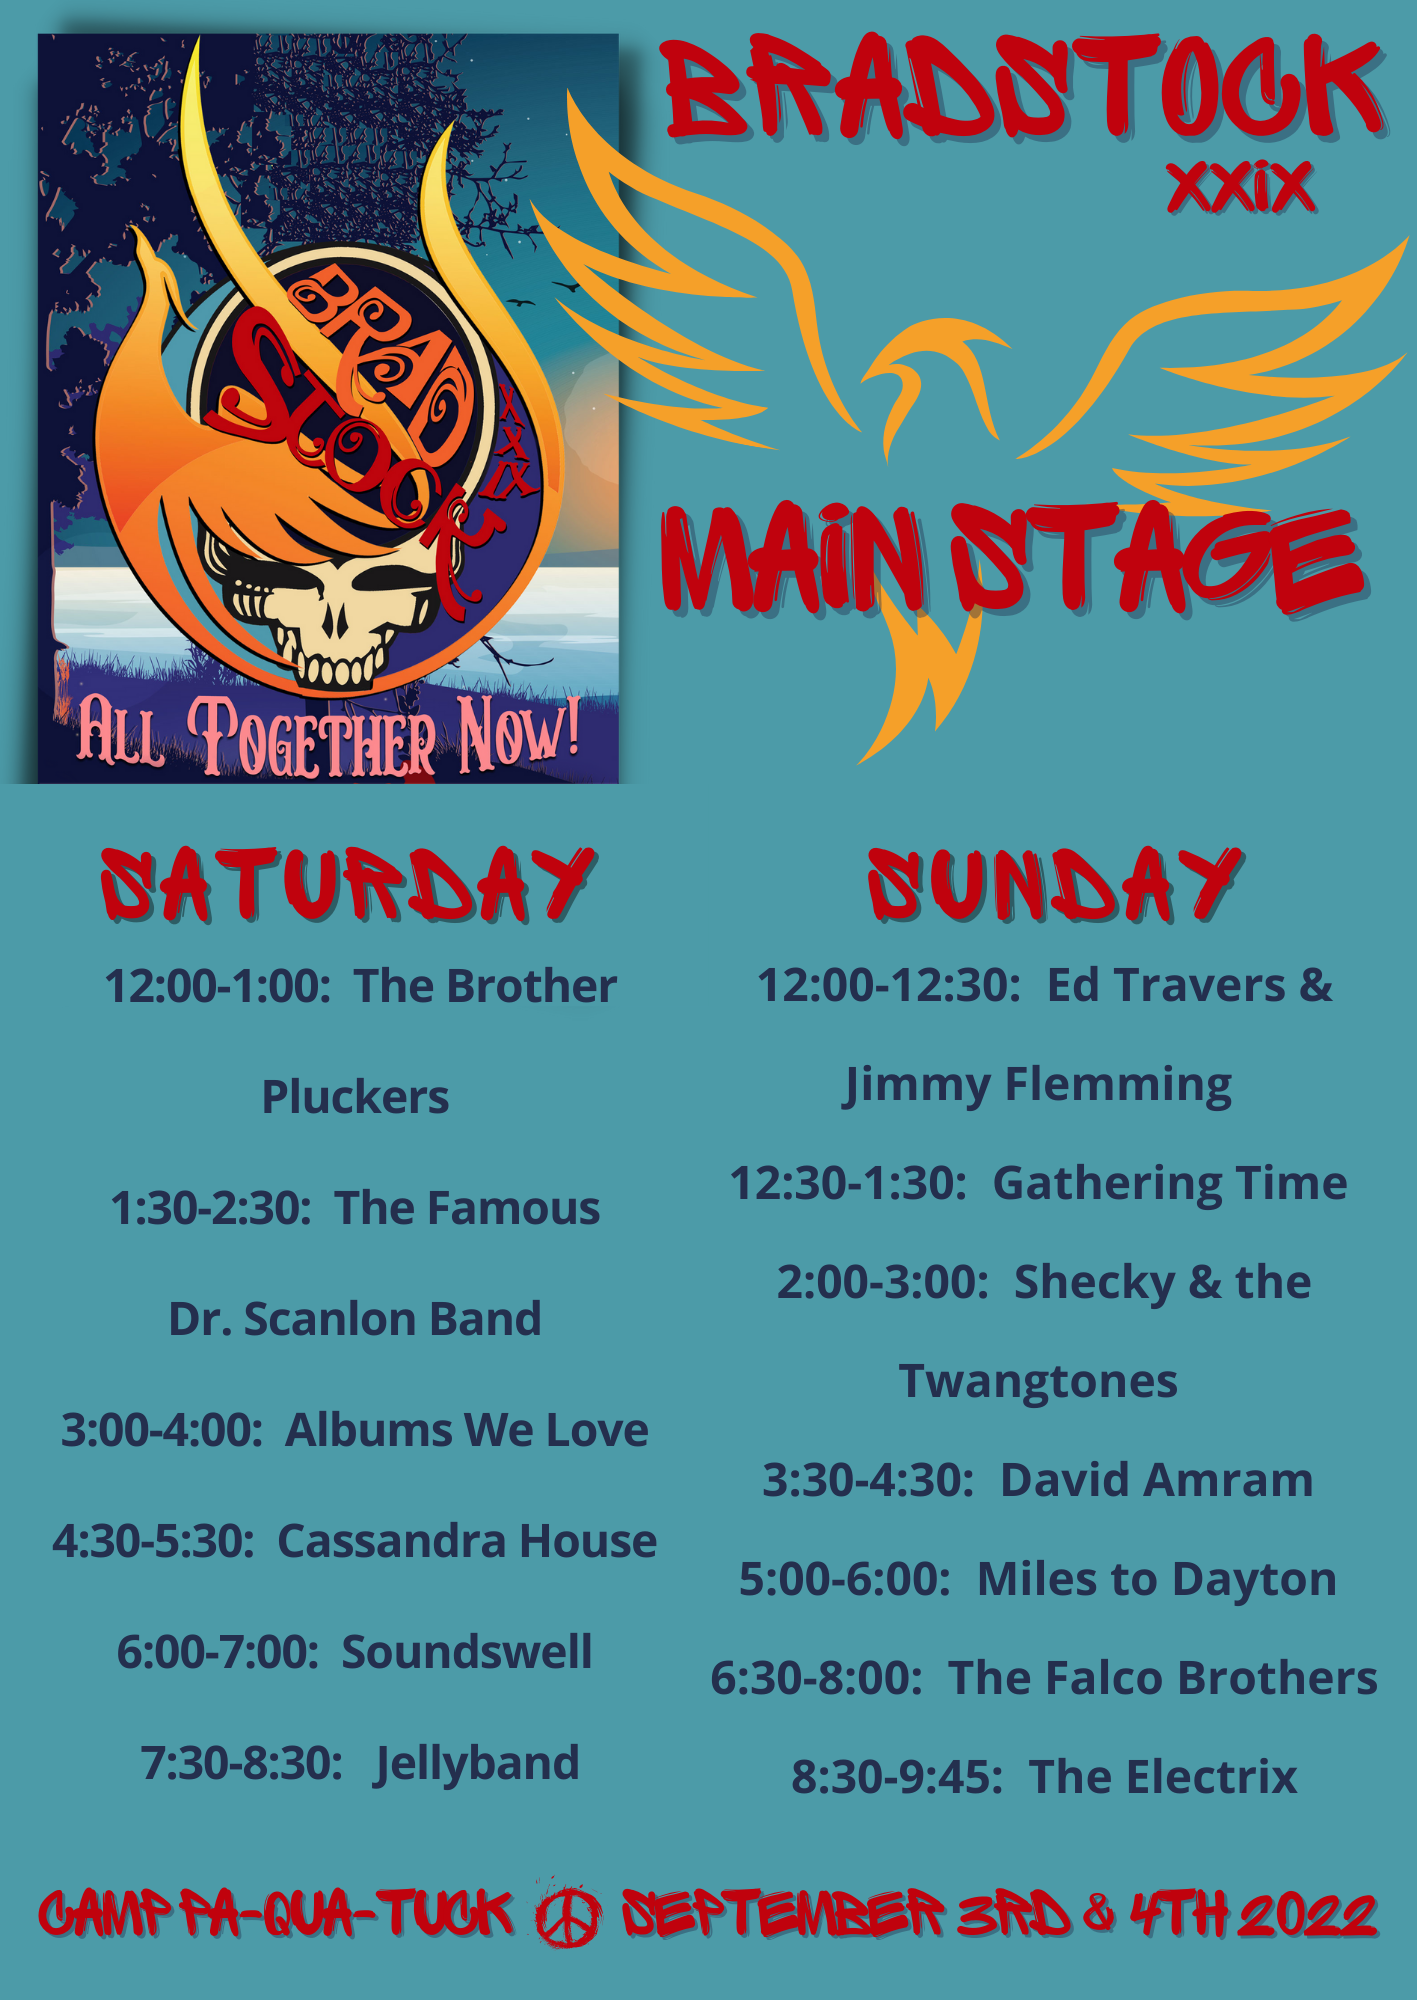 BRADSTOCK
XXiX
BRAD
STOCK
XXIX
ALL TOGETHER NOW!
MAiN STAGE
SATURDAY
12:00-1:00: The Brother
Pluckers
1:30-2:30: The Famous
Dr. Scanlon Band
3:00-4:00: Albums We Love
4:30-5:30: Cassandra House
6:00-7:00: Soundswell
7:30-8:30: Jellyband
SUNDAY
12:00-12:30: Ed Travers &
Jimmy Flemming
12:30-1:30: Gathering Time
2:00-3:00: Shecky & the
Twangtones
3:30-4:30: David Amram
5:00-6:00: Miles to Dayton
6:30-8:00: The Falco Brothers
8:30-9:45: The Electrix
CAMP PA-QUA-TUCK SEPTEMBER 3RD & 4TH 2022